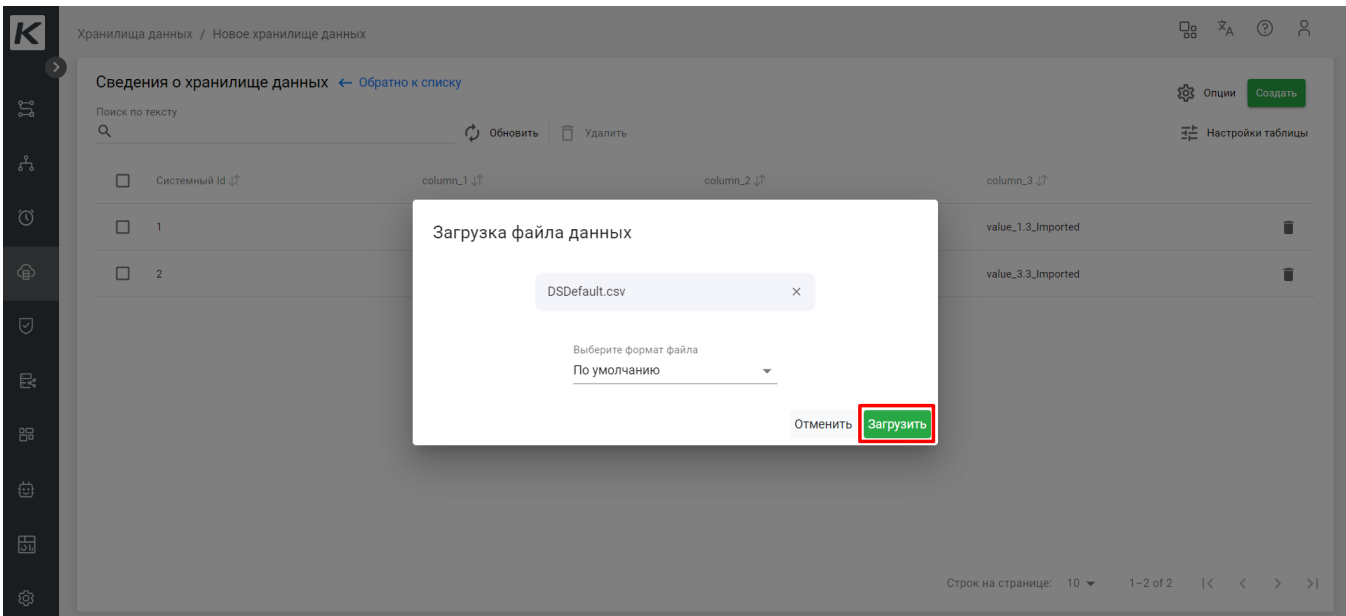 K
Хранилища данных / Новое хранилище данных
Сведения о хранилище данных ← Обратно к списку
Опции Создать
Поиск по тексту
Обновить Удалить
Настройки таблицы
Системный Id column_1 column_2 column_3
1 value_1.3_Imported
2 value_3.3_Imported
Загрузка файла данных
DSDefault.csv ×
Выберите формат файла
По умолчанию
Отменить Загрузить
Строк на странице: 10 1–2 of 2